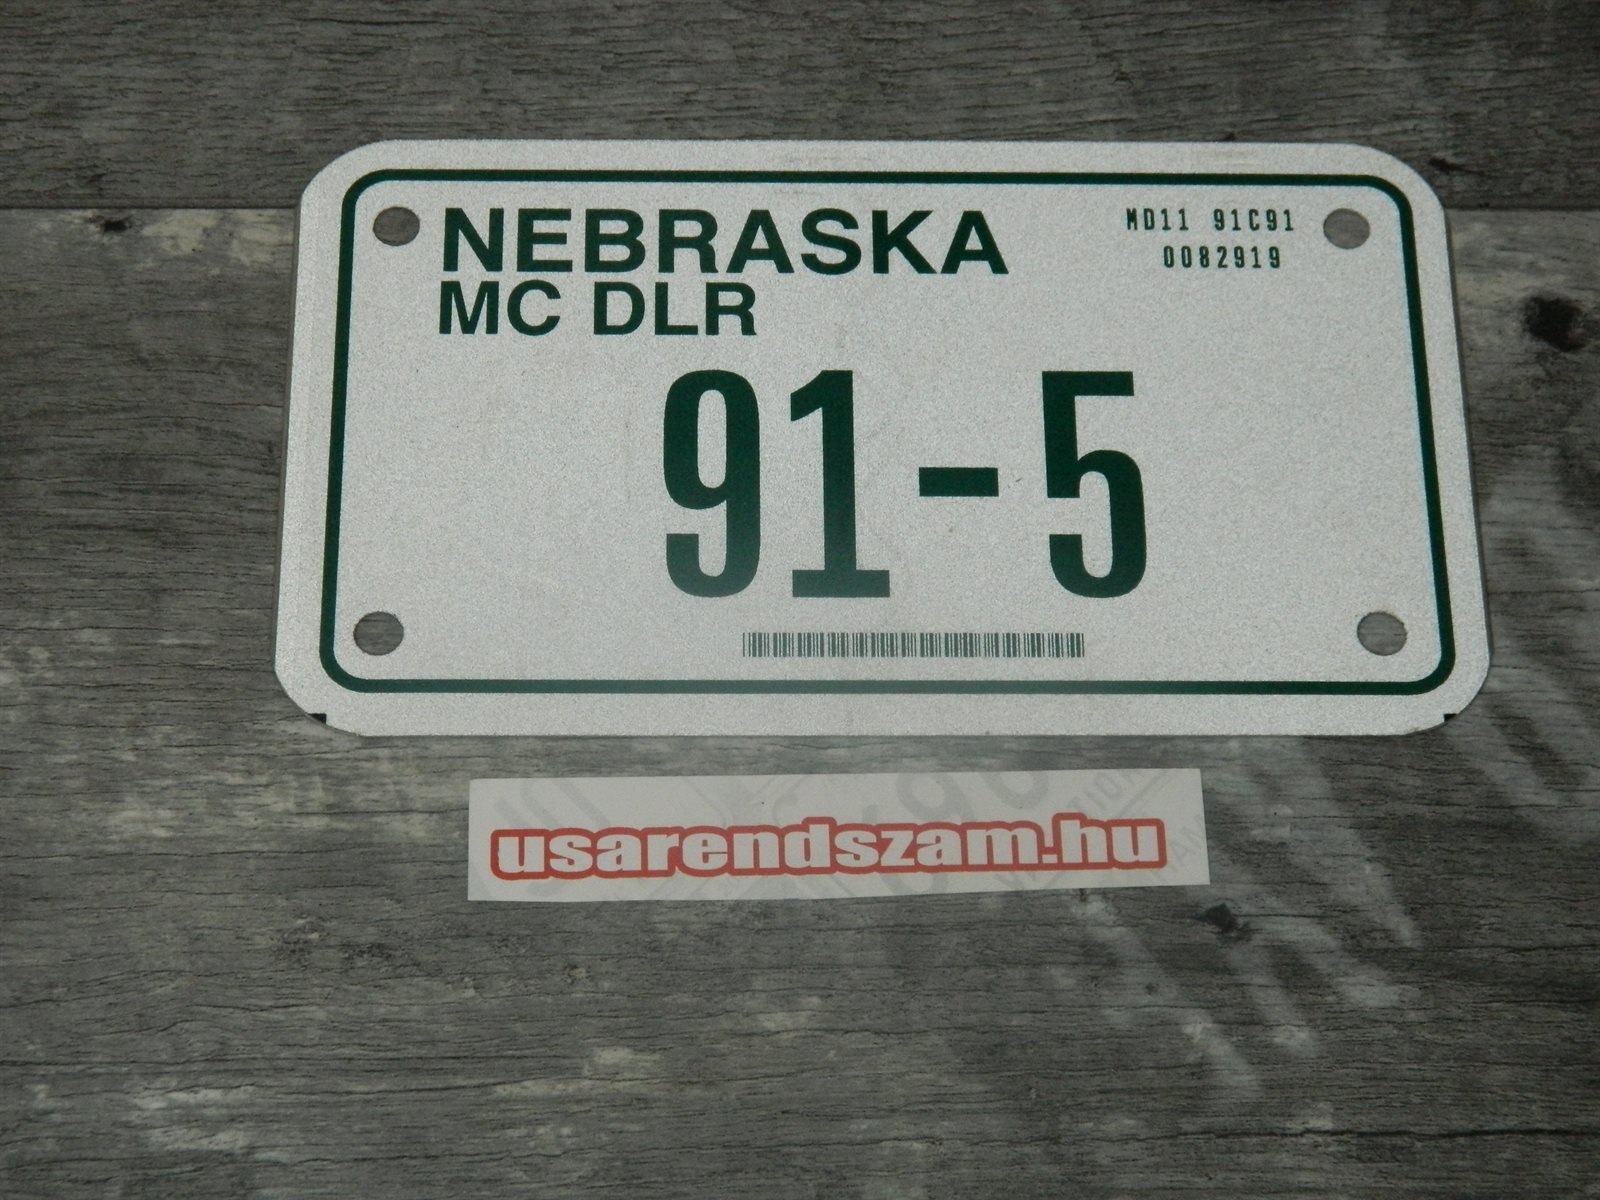 NEBRASKA
MD11 91C91
0082919
MC DLR
91-5
usarendszam.hu